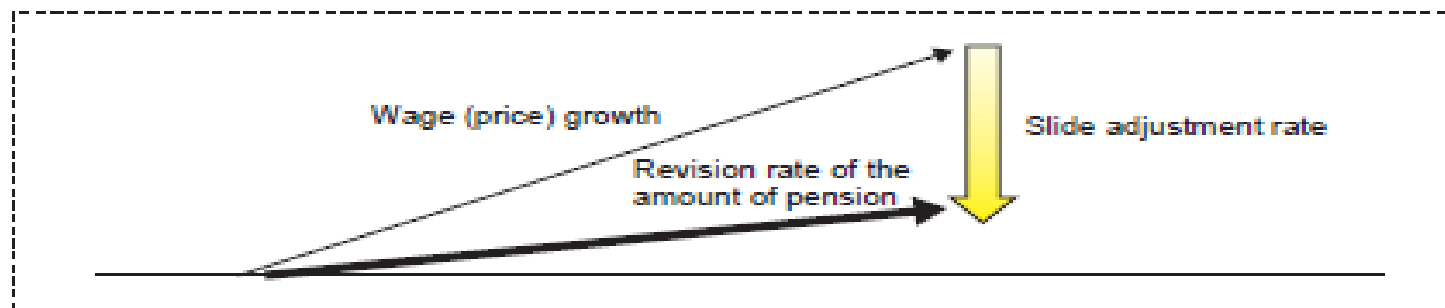 Wage (price) growth
Slide adjustment rate
Revision rate of the
amount of pension